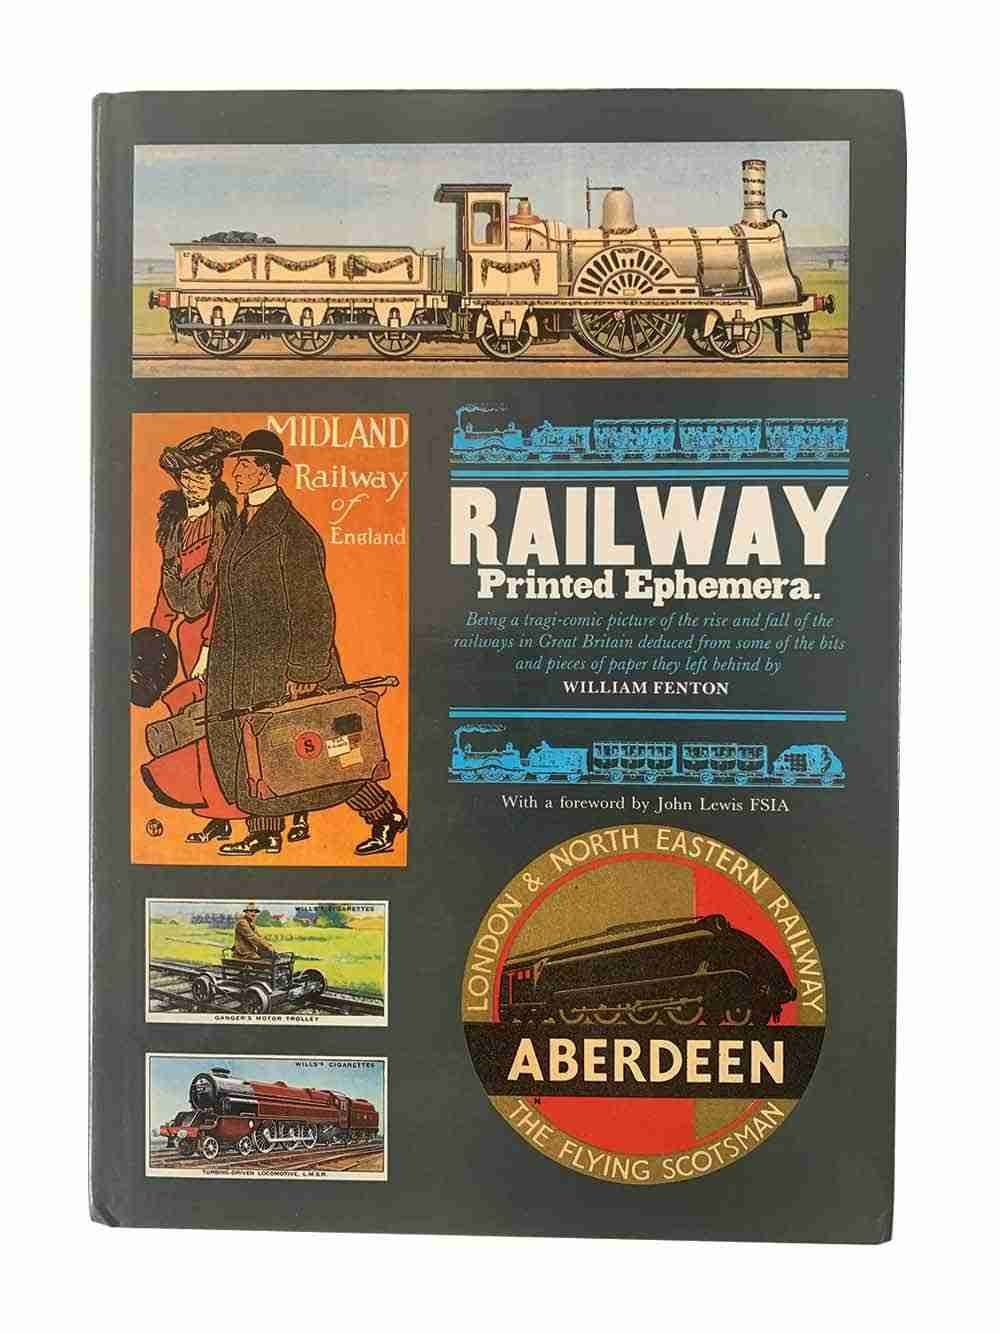 MIDLAND
Railway
of
England
S
RAILWAY
Printed Ephemera.
Being a tragi-comic picture of the rise and fall of the
railways in Great Britain deduced from some of the bits
and pieces of paper they left behind by
WILLIAM FENTON
With a foreword by John Lewis FSIA
WILLS'S CIGARETTES
GANGER'S MOTOR TROLLEY
WILLS'S CIGARETTES
TURBINE-DRIVEN LOCOMOTIVE, L.M.S.R.
LONDON & NORTH EASTERN RAILWAY
ABERDEEN
THE FLYING SCOTSMAN